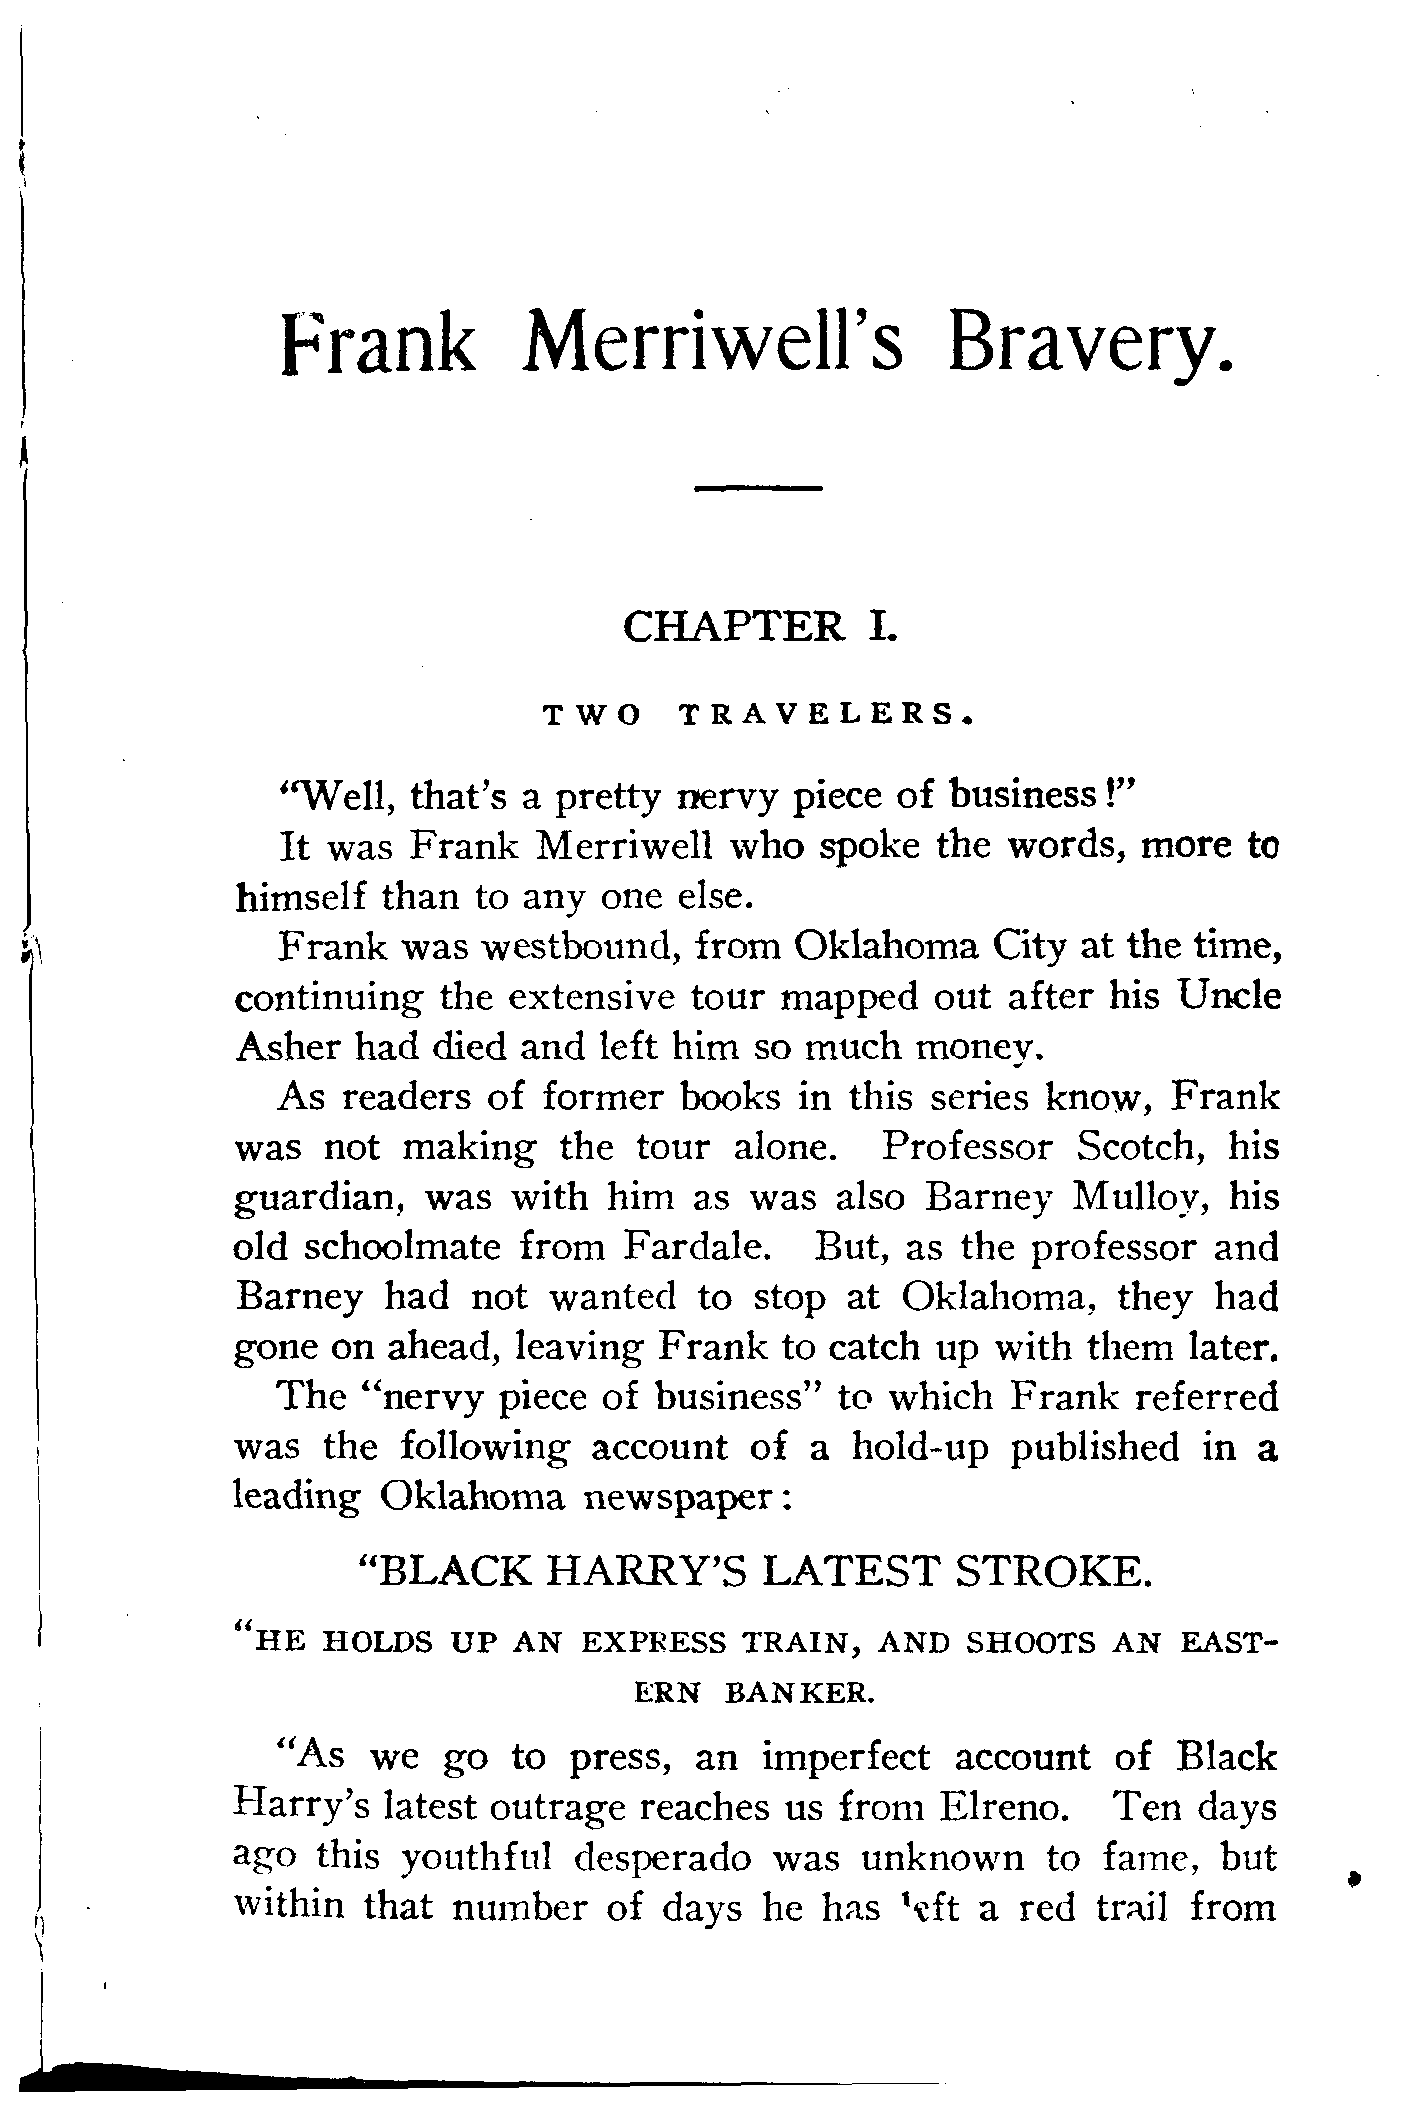 Frank Merriwell's Bravery.
CHAPTER I.
TWO TRAVELERS.
"Well, that's a pretty nervy piece of business!"
It was Frank Merriwell who spoke the words, more to
himself than to any one else.
Frank was westbound, from Oklahoma City at the time,
continuing the extensive tour mapped out after his Uncle
Asher had died and left him so much money.
As readers of former books in this series know, Frank
was not making the tour alone. Professor Scotch, his
guardian, was with him as was also Barney Mulloy, his
old schoolmate from Fardale. But, as the professor and
Barney had not wanted to stop at Oklahoma, they had
gone on ahead, leaving Frank to catch up with them later.
The "nervy piece of business" to which Frank referred
was the following account of a hold-up published in a
leading Oklahoma newspaper:
"BLACK HARRY'S LATEST STROKE.
"HE HOLDS UP AN EXPRESS TRAIN, AND SHOOTS AN EAST-
ERN BANKER.
"As we go to press, an imperfect account of Black
Harry's latest outrage reaches us from Elreno. Ten days
ago this youthful desperado was unknown to fame, but
within that number of days he has left a red trail from